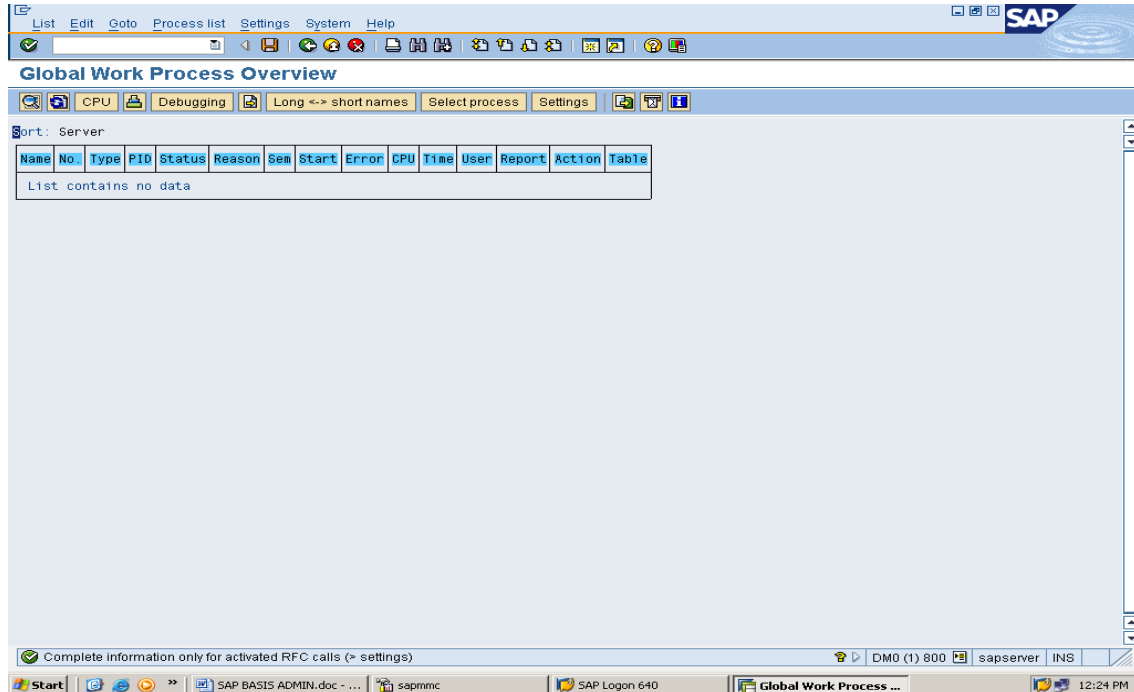 List Edit Goto Process list Settings System Help
SAP
Global Work Process Overview
CPU Debugging Long <-> short names Select process Settings
Sort: Server
Name No. Type PID Status Reason Sem Start Error CPU Time User Report Action Table
List contains no data
Complete information only for activated RFC calls (> settings) DM0 (1) 800 sapserver INS
Start » SAP BASIS ADMIN.doc - ... sapmmc SAP Logon 640 Global Work Process ... 12:24 PM